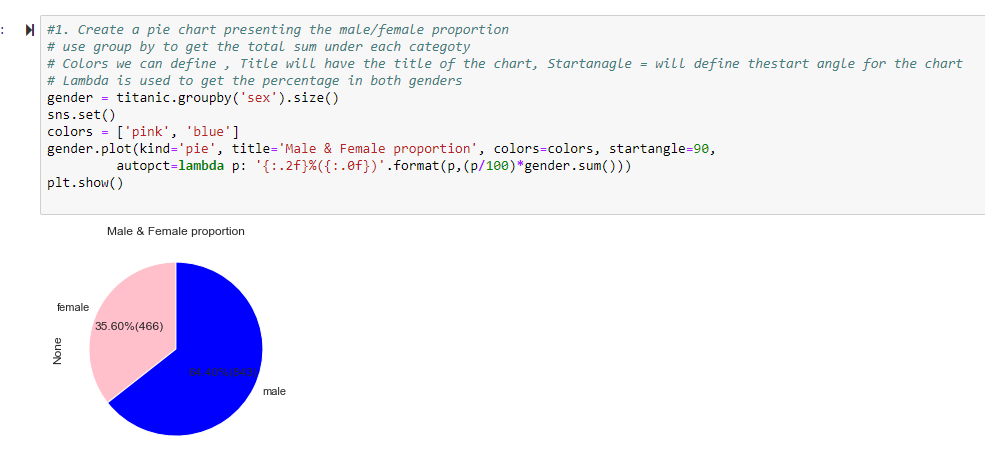 :
#1. Create a pie chart presenting the male/female proportion
# use group by to get the total sum under each categoty
# Colors we can define , Title will have the title of the chart, Startanagle = will define thestart angle for the chart
# Lambda is used to get the percentage in both genders
gender = titanic.groupby('sex').size()
sns.set()
colors = ['pink', 'blue']
gender.plot(kind='pie', title='Male & Female proportion', colors=colors, startangle=90,
autopct=lambda p: '{:.2f}%({:.0f})'.format(p,(p/100)*gender.sum()))
plt.show()
Male & Female proportion
female
35.60%(466)
None
male